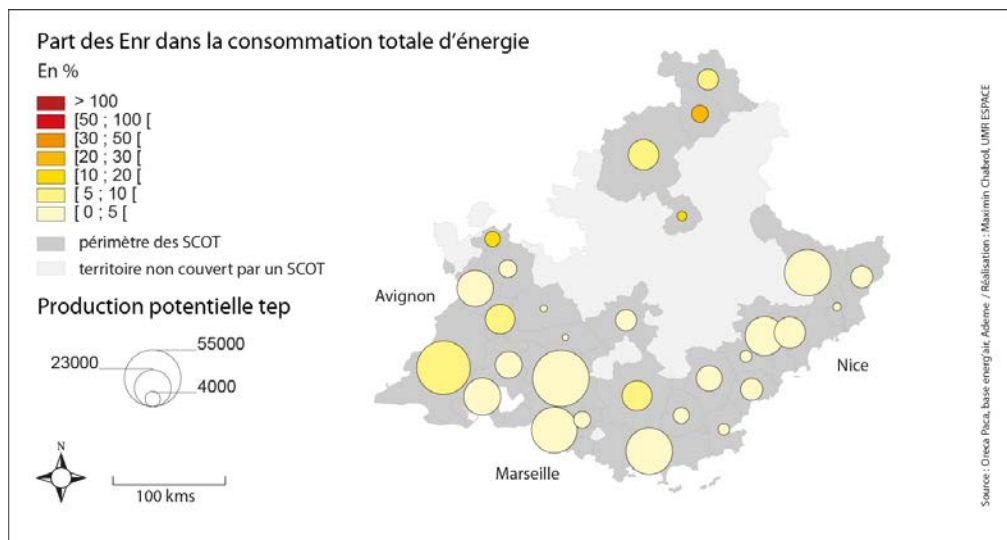 Part des Enr dans la consommation totale d'énergie
En %
> 100
[50 ; 100 [
[30 ; 50 [
[20 ; 30 [
[10 ; 20 [
[ 5 ; 10 [
[ 0 ; 5 [
périmètre des SCOT
territoire non couvert par un SCOT
Production potentielle tep
55000
23000
4000
N
100 kms
Avignon
Marseille
Nice
Source : Oreca Paca, base energ'air, Ademe / Réalisation : Maximin Chabrol, UMR ESPACE